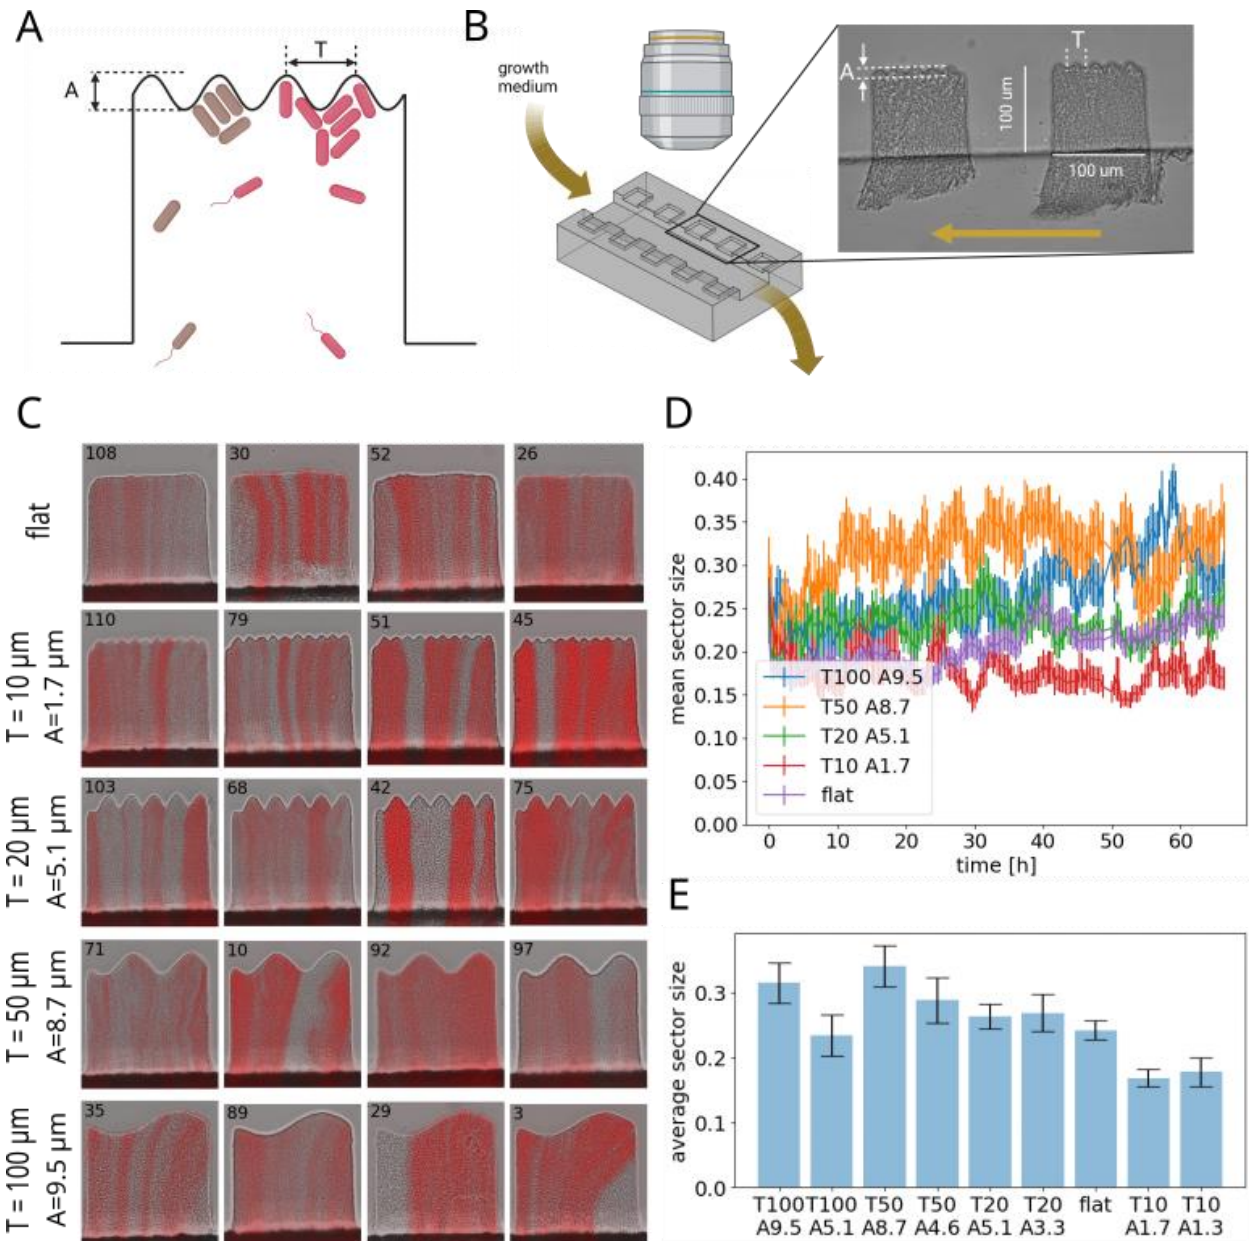 A
T
A
B
growth
medium
T
A
100 um
100 um
C
flat
108
30
52
26
T = 10 µm
A=1.7 µm
110
79
51
45
T = 20 µm
A=5.1 µm
103
68
42
75
T = 50 µm
A=8.7 µm
71
10
92
97
T = 100 µm
A=9.5 µm
35
89
29
3
D
mean sector size
0.40
0.35
0.30
0.25
0.20
0.15
0.10
0.05
0.00
T100 A9.5
T50 A8.7
T20 A5.1
T10 A1.7
flat
0 10 20 30 40 50 60
time [h]
E
average sector size
0.3
0.2
0.1
0.0
T100 T100 T50 T50 T20 T20 flat T10 T10
A9.5 A5.1 A8.7 A4.6 A5.1 A3.3 A1.7 A1.3